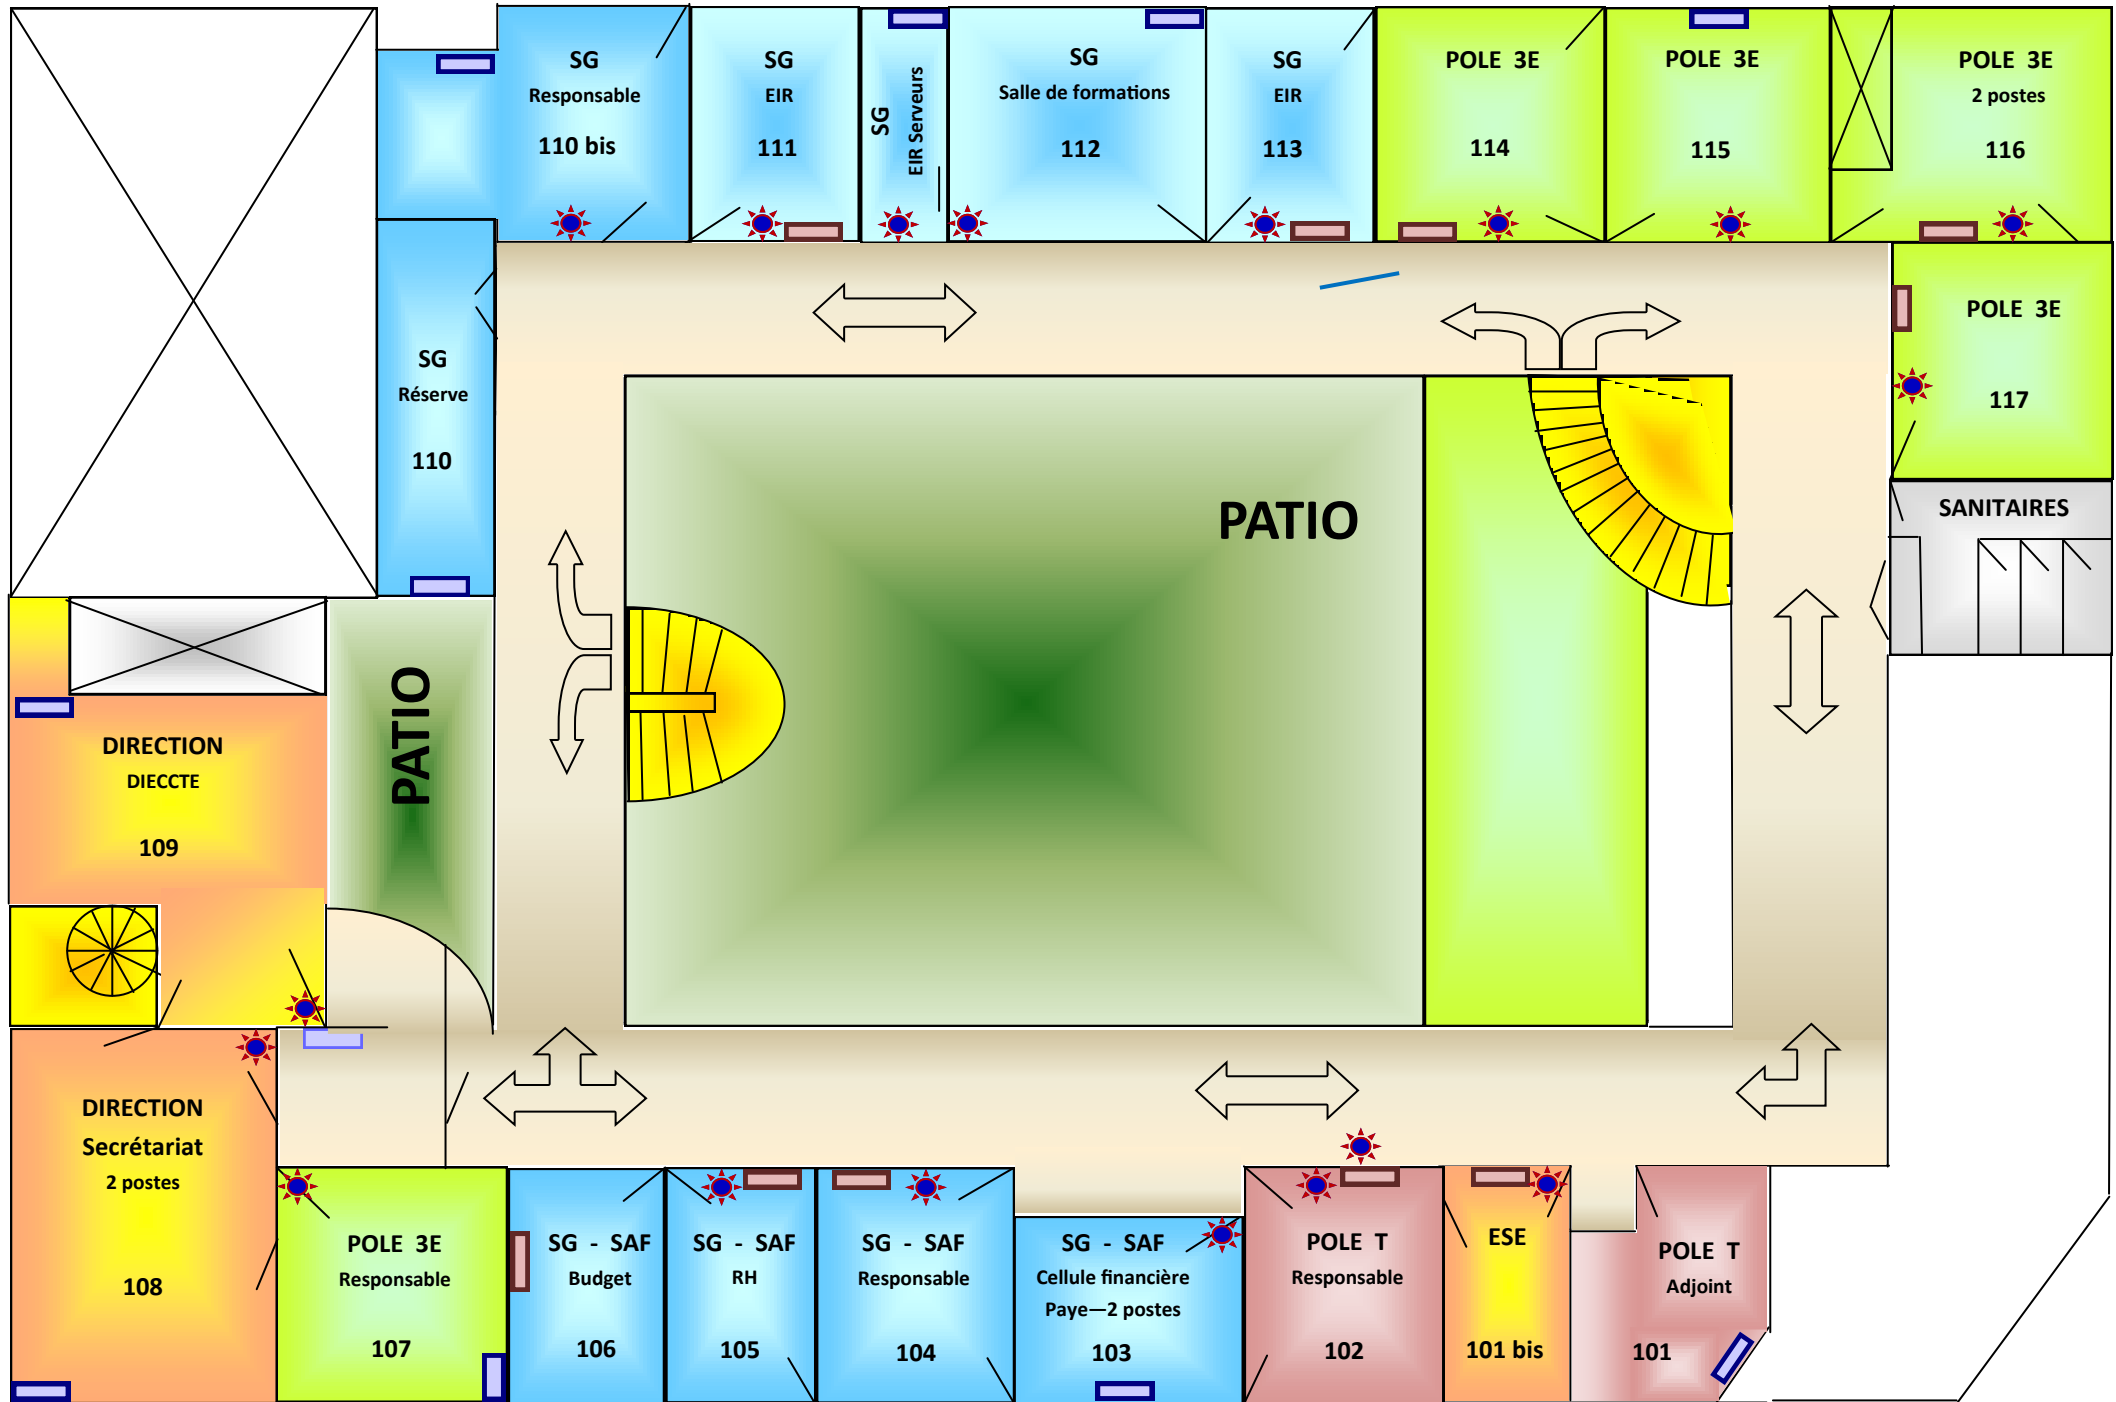 SG
Responsable
110 bis
SG
EIR
111
SG
EIR Serveurs
SG
Salle de formations
112
SG
EIR
113
POLE 3E
114
POLE 3E
115
POLE 3E
2 postes
116
POLE 3E
117
SANITAIRES
SG
Réserve
110
PATIO
PATIO
DIRECTION
DIECCTE
109
DIRECTION
Secrétariat
2 postes
108
POLE 3E
Responsable
107
SG - SAF
Budget
106
SG - SAF
RH
105
SG - SAF
Responsable
104
SG - SAF
Cellule financière
Paye—2 postes
103
POLE T
Responsable
102
ESE
101 bis
POLE T
Adjoint
101